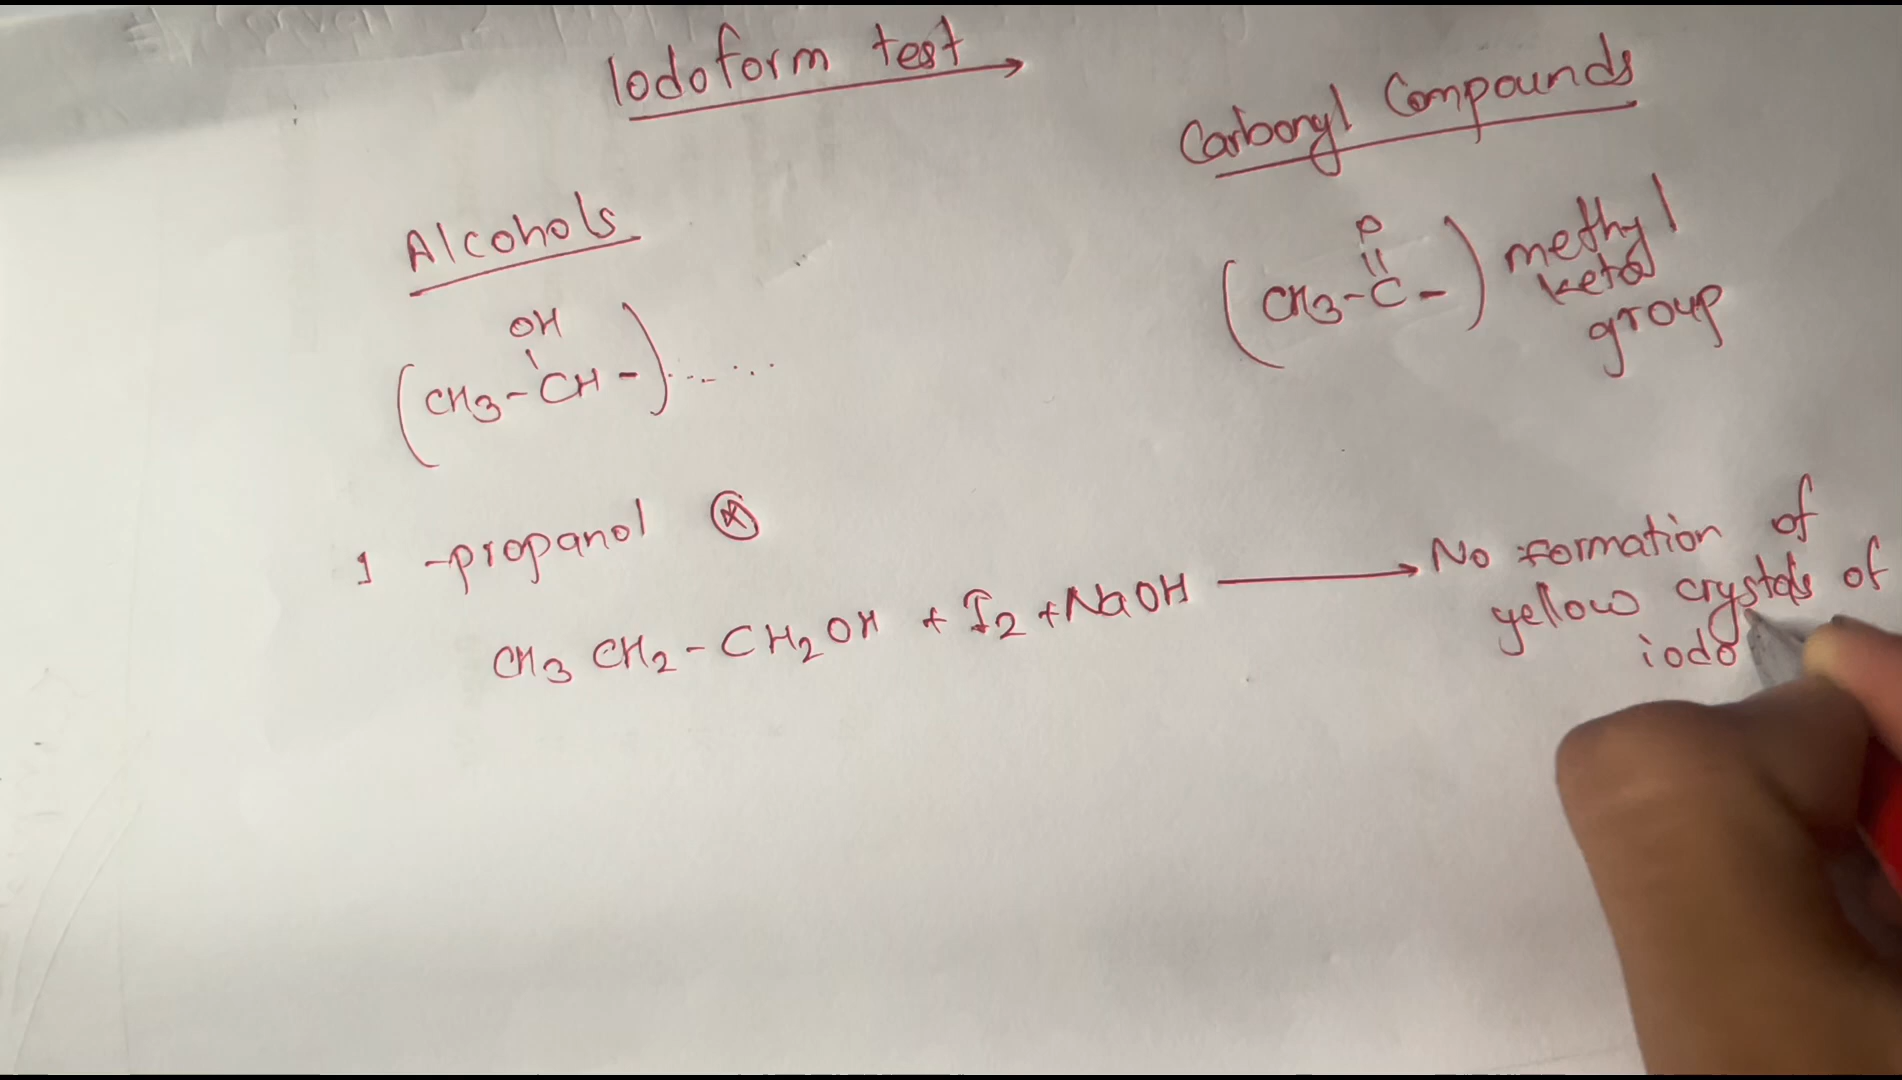 Iodoform test
Carbonyl Compounds
Alcohols
OH
(CH3-CH-)........
O
(CH3-C-) methyl
keto
group
1 -propanol
CH3 CH2-CH2OH + I2 +NaOH
No formation of
yellow crystals of
iodo